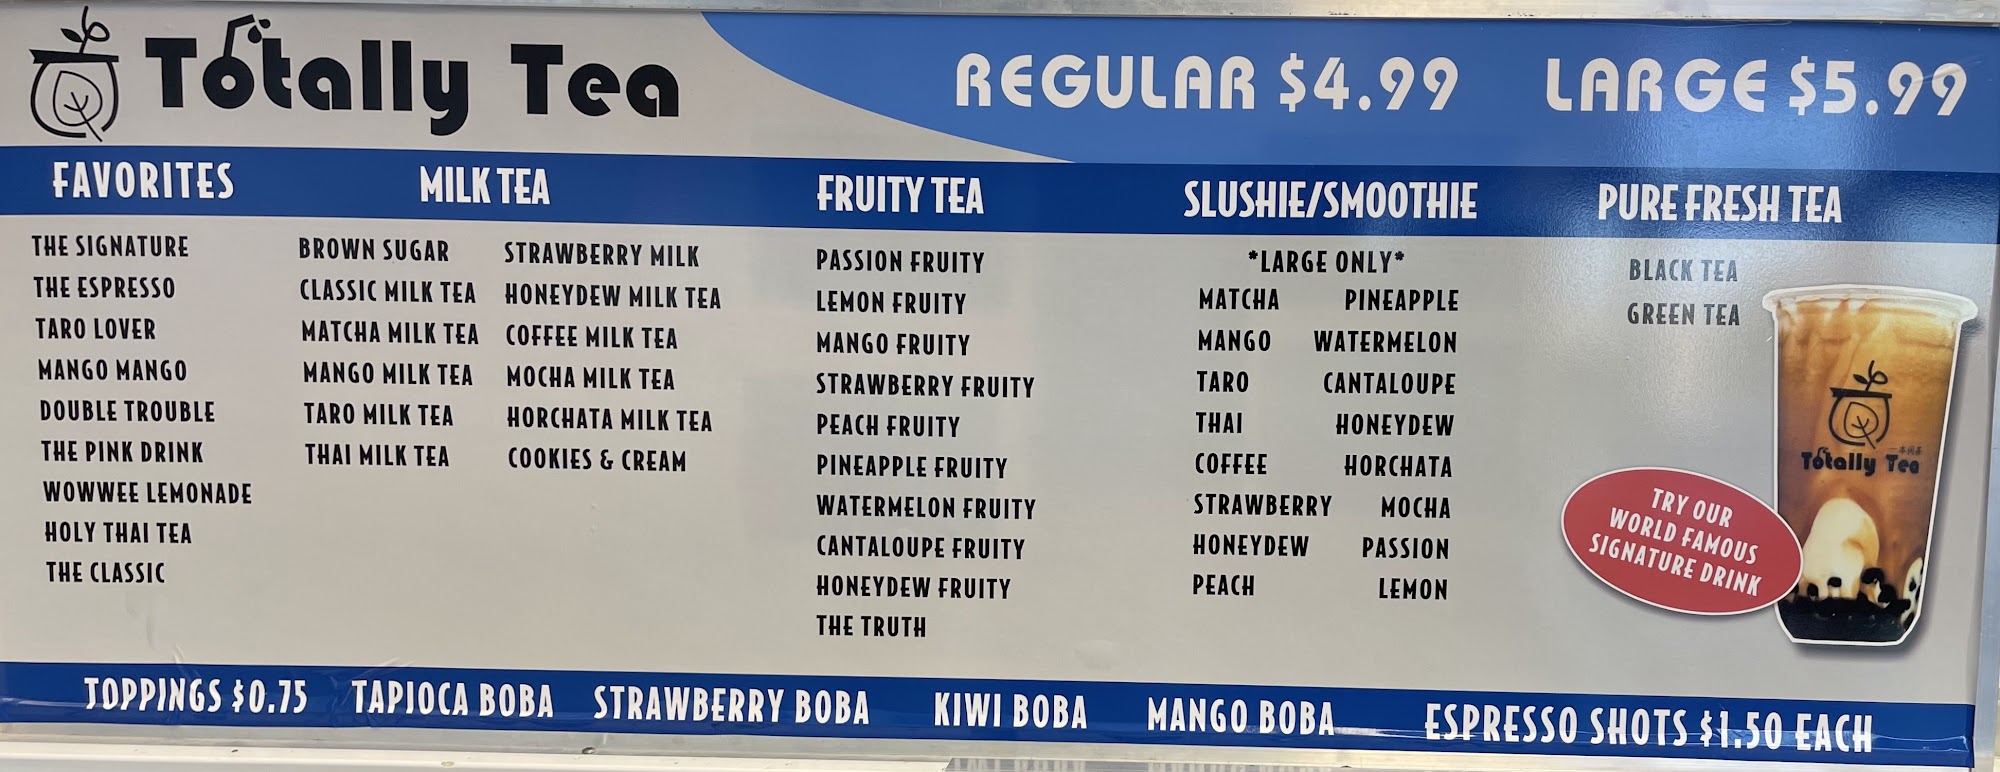 Totally Tea
REGULAR $4.99
LARGE $5.99
FAVORITES
THE SIGNATURE
THE ESPRESSO
TARO LOVER
MANGO MANGO
DOUBLE TROUBLE
THE PINK DRINK
WOWWEE LEMONADE
HOLY THAI TEA
THE CLASSIC
MILK TEA
BROWN SUGAR
CLASSIC MILK TEA
MATCHA MILK TEA
MANGO MILK TEA
TARO MILK TEA
THAI MILK TEA
STRAWBERRY MILK
HONEYDEW MILK TEA
COFFEE MILK TEA
MOCHA MILK TEA
HORCHATA MILK TEA
COOKIES & CREAM
FRUITY TEA
PASSION FRUITY
LEMON FRUITY
MANGO FRUITY
STRAWBERRY FRUITY
PEACH FRUITY
PINEAPPLE FRUITY
WATERMELON FRUITY
CANTALOUPE FRUITY
HONEYDEW FRUITY
THE TRUTH
SLUSHIE/SMOOTHIE
*LARGE ONLY*
MATCHA
MANGO
TARO
THAI
COFFEE
STRAWBERRY
HONEYDEW
PEACH
PINEAPPLE
WATERMELON
CANTALOUPE
HONEYDEW
HORCHATA
MOCHA
PASSION
LEMON
PURE FRESH TEA
BLACK TEA
GREEN TEA
Totally Tea
TRY OUR
WORLD FAMOUS
SIGNATURE DRINK
TOPPINGS $0.75
TAPIOCA BOBA
STRAWBERRY BOBA
KIWI BOBA
MANGO BOBA
ESPRESSO SHOTS $1.50 EACH